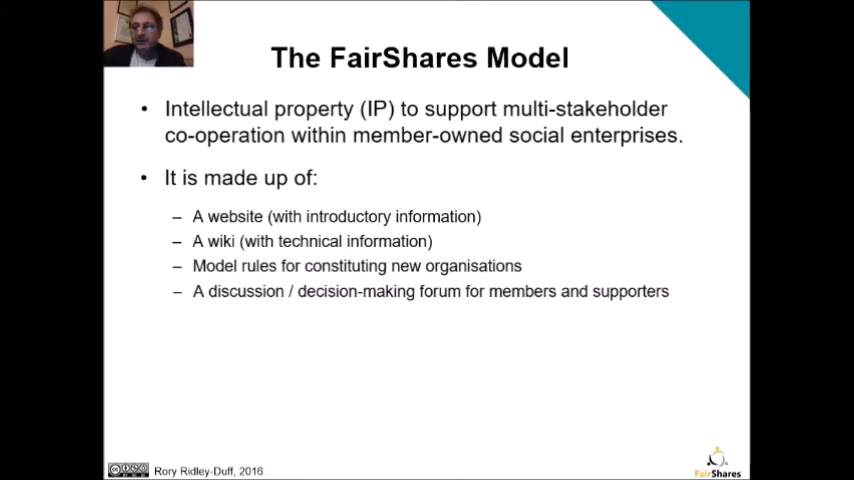 The FairShares Model
• Intellectual property (IP) to support multi-stakeholder
co-operation within member-owned social enterprises.
• It is made up of:
– A website (with introductory information)
– A wiki (with technical information)
– Model rules for constituting new organisations
– A discussion / decision-making forum for members and supporters
Rory Ridley-Duff, 2016
FairShares